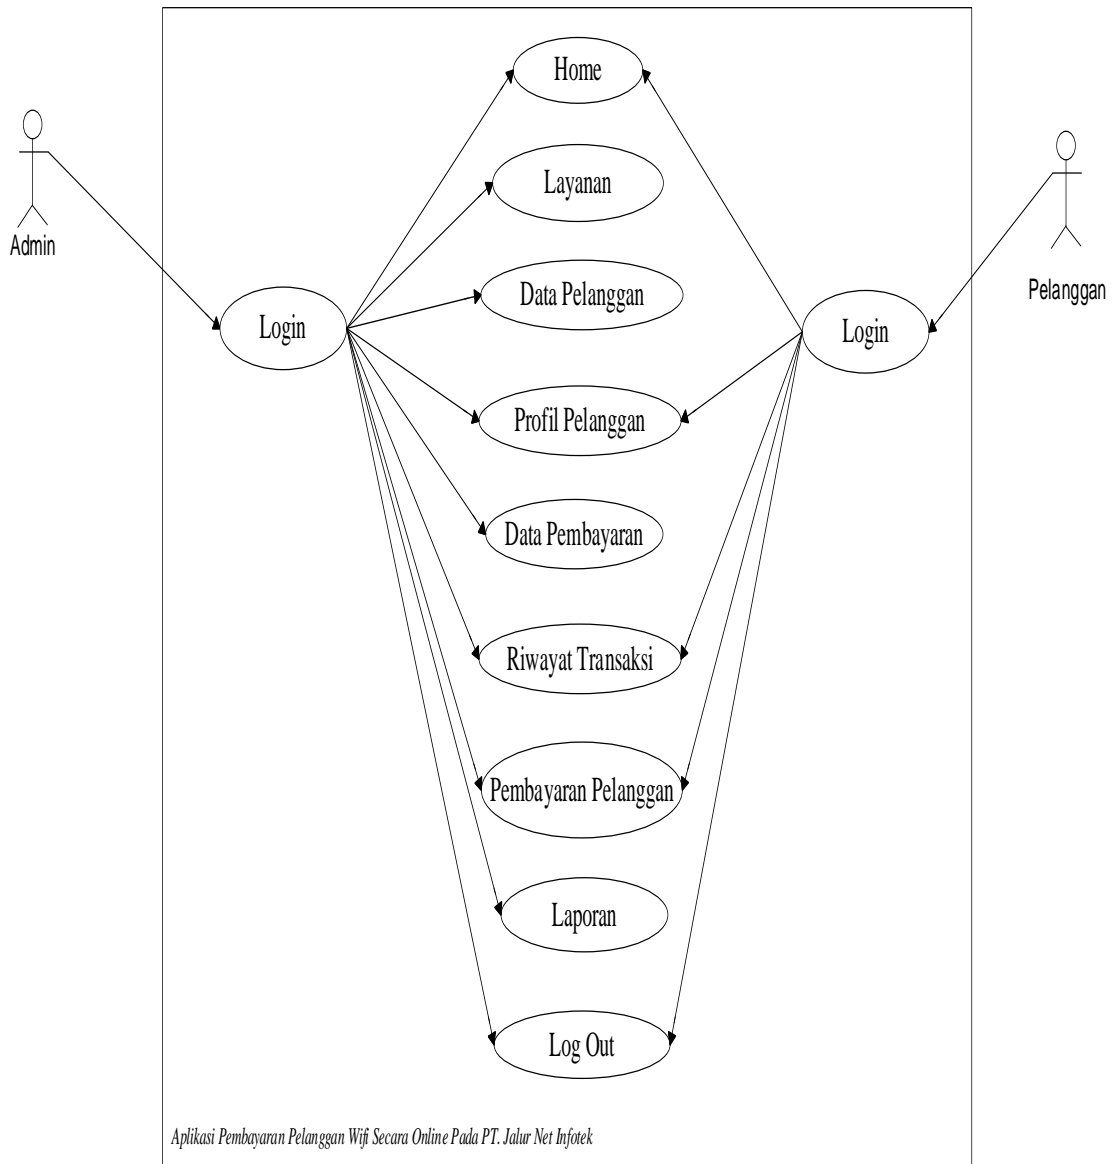 Home
Layanan
Admin
Data Pelanggan
Pelanggan
Login
Login
Profil Pelanggan
Data Pembayaran
Riwayat Transaksi
Pembayaran Pelanggan
Laporan
Log Out
Aplikasi Pembayaran Pelanggan Wifi Secara Online Pada PT. Jalur Net Infotek